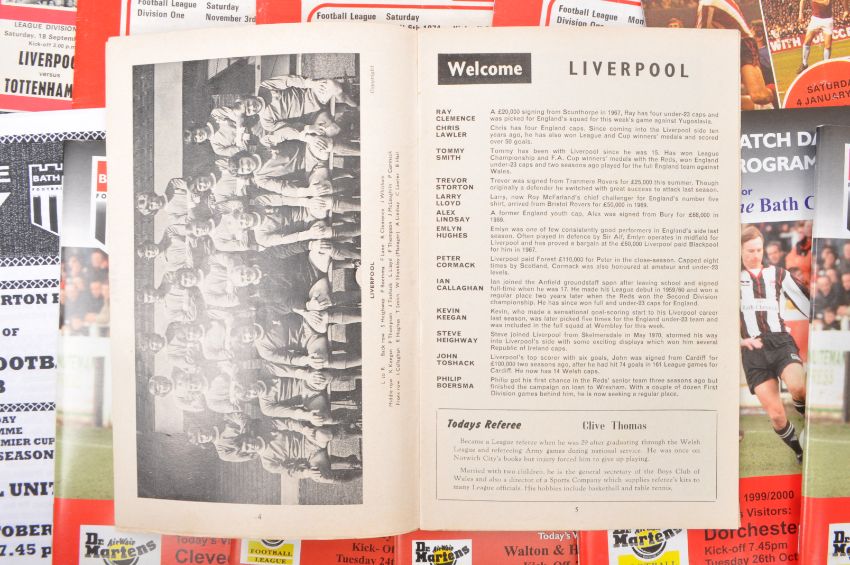 LEAGUE DIVISION
Saturday, 18 September
Kick-off 3.00 p.m.
LIVERPOOL
versus
TOTTENHAM
Football League
Division One
Saturday
November 3rd
Football League
Division One
Saturday
Football League
Division One
SATURDAY
4 JANUARY
Copyright
LIVERPOOL
4
Welcome LIVERPOOL
RAY CLEMENCE
A £20,000 signing from Scunthorpe in 1967, Ray has four under-23 caps and
was picked for England's squad for this week's game against Yugoslavia.
CHRIS LAWLER
Chris has four England caps. Since coming into the Liverpool side ten
years ago, he has also won League and Cup winners' medals and scored
over 50 goals.
TOMMY SMITH
Tommy has been with Liverpool since he was 15. Has won League
Championship and F.A. Cup winners' medals with the Reds, won England
under-23 caps and two seasons ago played for the full England team against
Wales.
TREVOR STORTON
Trevor was signed from Tranmere Rovers for £25,000 this summer. Though
originally a defender he switched with great success to attack last season.
LARRY LLOYD
Larry, now Roy McFarland's chief challenger for England's number five
shirt, arrived from Bristol Rovers for £50,000 in 1969.
ALEX LINDSAY
A former England youth cap, Alex was signed from Bury for £68,000 in
1969.
EMLYN HUGHES
Emlyn was one of few consistently good performers in England's side last
season. Often played in defence by Sir Alf, Emlyn operates in midfield for
Liverpool and has proved a bargain at the £60,000 Liverpool paid Blackpool
for him in 1967.
PETER CORMACK
Liverpool paid Forest £110,000 for Peter in the close-season. Capped eight
times by Scotland, Cormack was also honoured at amateur and under-23
levels.
IAN CALLAGHAN
Ian joined the Anfield groundstaff soon after leaving school and signed
full-time when he was 17. He made his League debut in 1959/60 and won a
regular place two years later when the Reds won the Second Division
championship. He has since won full and under-23 caps for England.
KEVIN KEEGAN
Kevin, who made a sensational goal-scoring start to his Liverpool career
last season, was later picked five times for the England under-23 team and
was included in the full squad at Wembley for this week.
STEVE HEIGHWAY
Steve joined Liverpool from Skelmersdale in May 1970, stormed his way
into Liverpool's side with some exciting displays which won him several
Republic of Ireland caps.
JOHN TOSHACK
Liverpool's top scorer with six goals, John was signed from Cardiff for
£100,000 two seasons ago, after he had hit 74 goals in 161 League games for
Cardiff. He now has 14 Welsh caps.
PHILIP BOERSMA
Philip got his first chance in the Reds' senior team three seasons ago but
finished the campaign on loan to Wrexham. With a couple of dozen First
Division games behind him, he is now seeking a regular place.
Todays Referee Clive Thomas
Became a League referee when he was 29 after graduating through the Welsh
League and refereeing Army games during national service. He was once on
Norwich City's books but injury forced him to give up playing.
Married with two children, he is the general secretary of the Boys Club of
Wales and also a director of a Sports Company which supplies referee's kits to
many League officials. His hobbies include basketball and table tennis.
5
MATCH DA
PROGRAMM
or
the Bath C
1999/2000
Visitors:
Dorchester
Kick-off 7.45pm
Tuesday 26th Oct
BATH
OF
SEASON
7.45 p
Dr. Martens
AirWair
Today's V
Cleve
FOOTBALL
LEAGUE
Kick-Off
Tuesday 24t
Dr. Martens
AirWair
Today's Visitors
Walton & H
Kick-Of
Dr. Martens